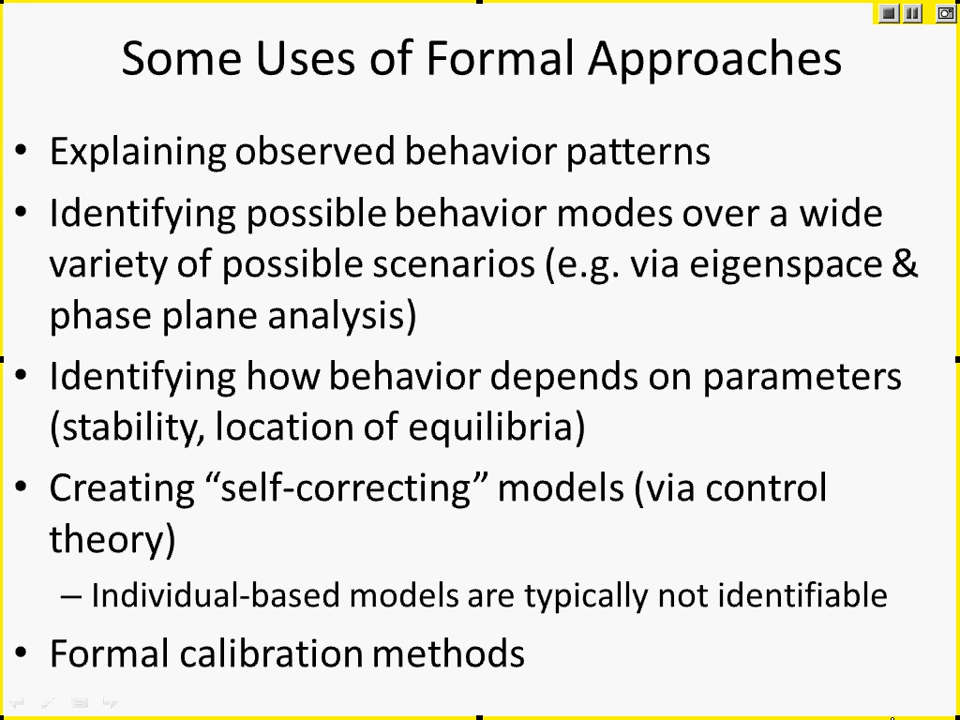 Some Uses of Formal Approaches
• Explaining observed behavior patterns
• Identifying possible behavior modes over a wide
variety of possible scenarios (e.g. via eigenspace &
phase plane analysis)
• Identifying how behavior depends on parameters
(stability, location of equilibria)
• Creating “self-correcting” models (via control
theory)
– Individual-based models are typically not identifiable
• Formal calibration methods